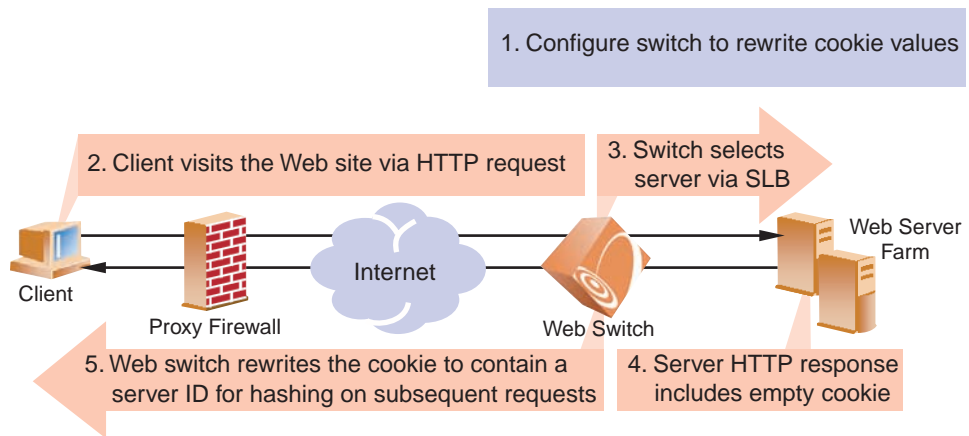 1. Configure switch to rewrite cookie values
2. Client visits the Web site via HTTP request
3. Switch selects
server via SLB
Web Server
Farm
Internet
Client
Proxy Firewall
Web Switch
5. Web switch rewrites the cookie to contain a
server ID for hashing on subsequent requests
4. Server HTTP response
includes empty cookie